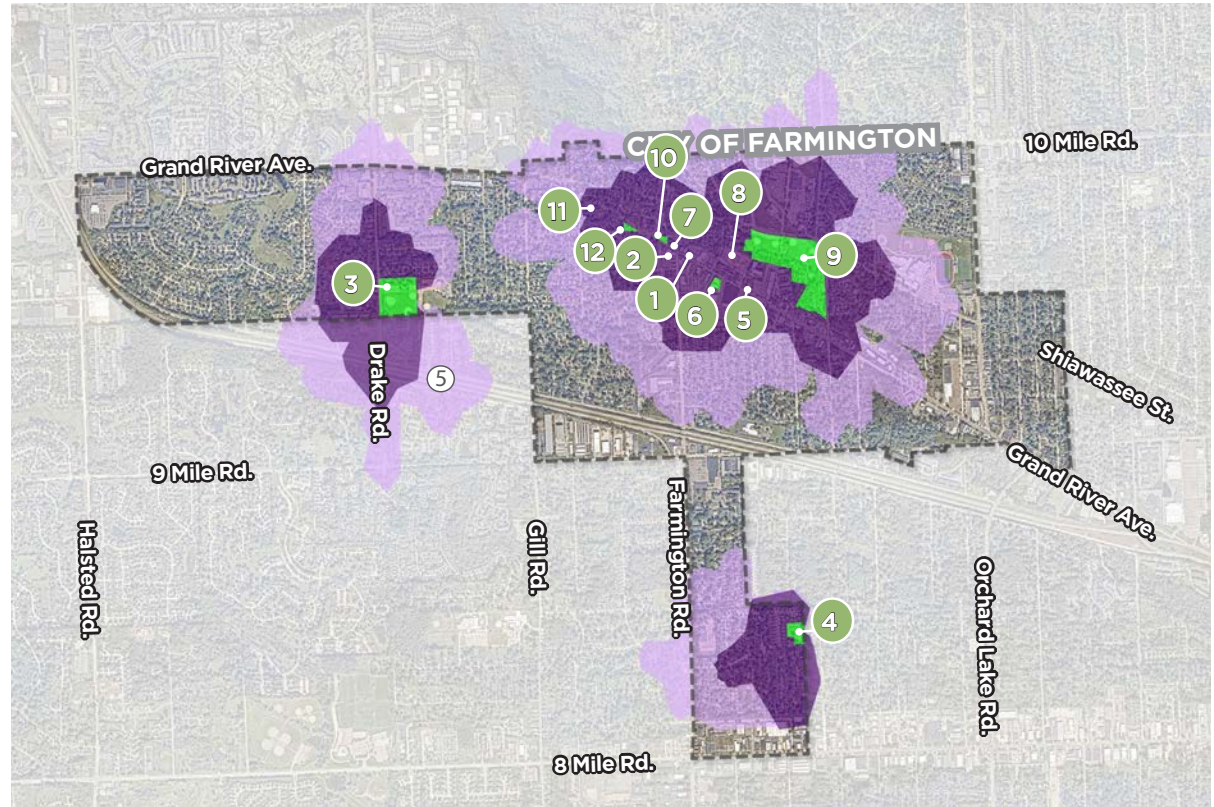 CITY OF FARMINGTON
10 Mile Rd.
Grand River Ave.
10
8
11
7
12
2
9
3
1
6
5
Drake Rd.
5
Shiawassee St.
9 Mile Rd.
Grand River Ave.
Halsted Rd.
Gill Rd.
Farmington Rd.
Orchard Lake Rd.
4
8 Mile Rd.